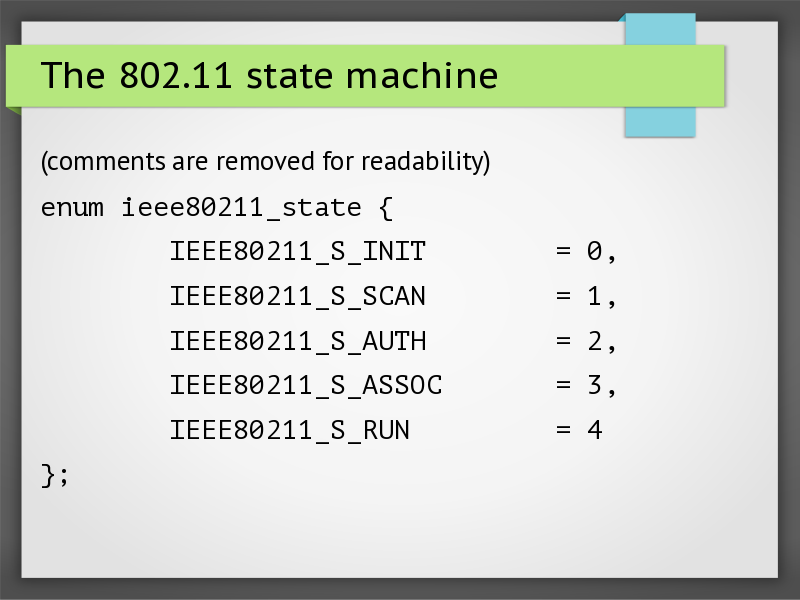 The 802.11 state machine
(comments are removed for readability)
enum ieee80211_state {
IEEE80211_S_INIT = 0,
IEEE80211_S_SCAN = 1,
IEEE80211_S_AUTH = 2,
IEEE80211_S_ASSOC = 3,
IEEE80211_S_RUN = 4
};